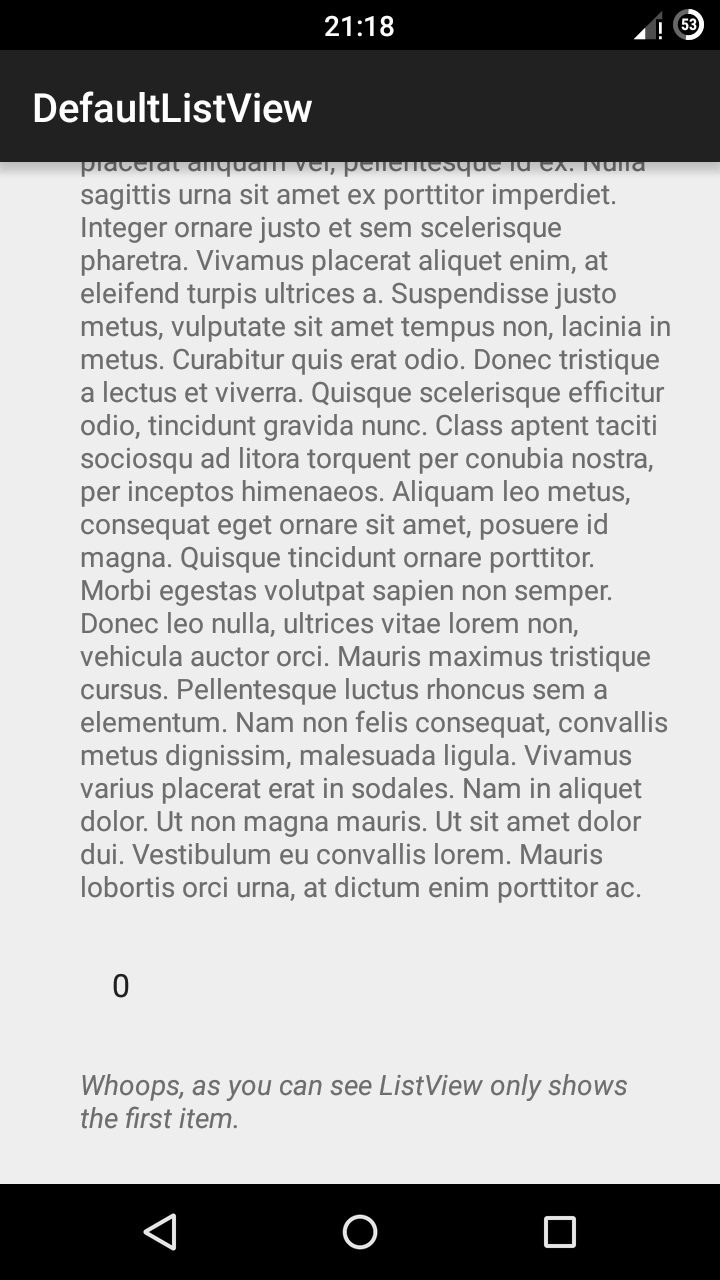 21:18
53
DefaultListView
placerat aliquam vel, pellentesque id ex. Nulla
sagittis urna sit amet ex porttitor imperdiet.
Integer ornare justo et sem scelerisque
pharetra. Vivamus placerat aliquet enim, at
eleifend turpis ultrices a. Suspendisse justo
metus, vulputate sit amet tempus non, lacinia in
metus. Curabitur quis erat odio. Donec tristique
a lectus et viverra. Quisque scelerisque efficitur
odio, tincidunt gravida nunc. Class aptent taciti
sociosqu ad litora torquent per conubia nostra,
per inceptos himenaeos. Aliquam leo metus,
consequat eget ornare sit amet, posuere id
magna. Quisque tincidunt ornare porttitor.
Morbi egestas volutpat sapien non semper.
Donec leo nulla, ultrices vitae lorem non,
vehicula auctor orci. Mauris maximus tristique
cursus. Pellentesque luctus rhoncus sem a
elementum. Nam non felis consequat, convallis
metus dignissim, malesuada ligula. Vivamus
varius placerat erat in sodales. Nam in aliquet
dolor. Ut non magna mauris. Ut sit amet dolor
dui. Vestibulum eu convallis lorem. Mauris
lobortis orci urna, at dictum enim porttitor ac.
0
Whoops, as you can see ListView only shows
the first item.